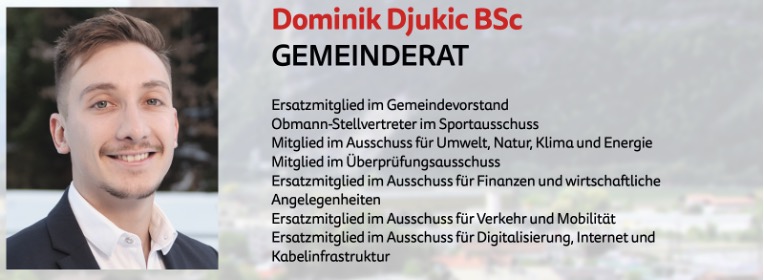 Dominik Djukic BSc
GEMEINDERAT
Ersatzmitglied im Gemeindevorstand
Obmann-Stellvertreter im Sportausschuss
Mitglied im Ausschuss für Umwelt, Natur, Klima und Energie
Mitglied im Überprüfungsausschuss
Ersatzmitglied im Ausschuss für Finanzen und wirtschaftliche
Angelegenheiten
Ersatzmitglied im Ausschuss für Verkehr und Mobilität
Ersatzmitglied im Ausschuss für Digitalisierung, Internet und
Kabelinfrastruktur